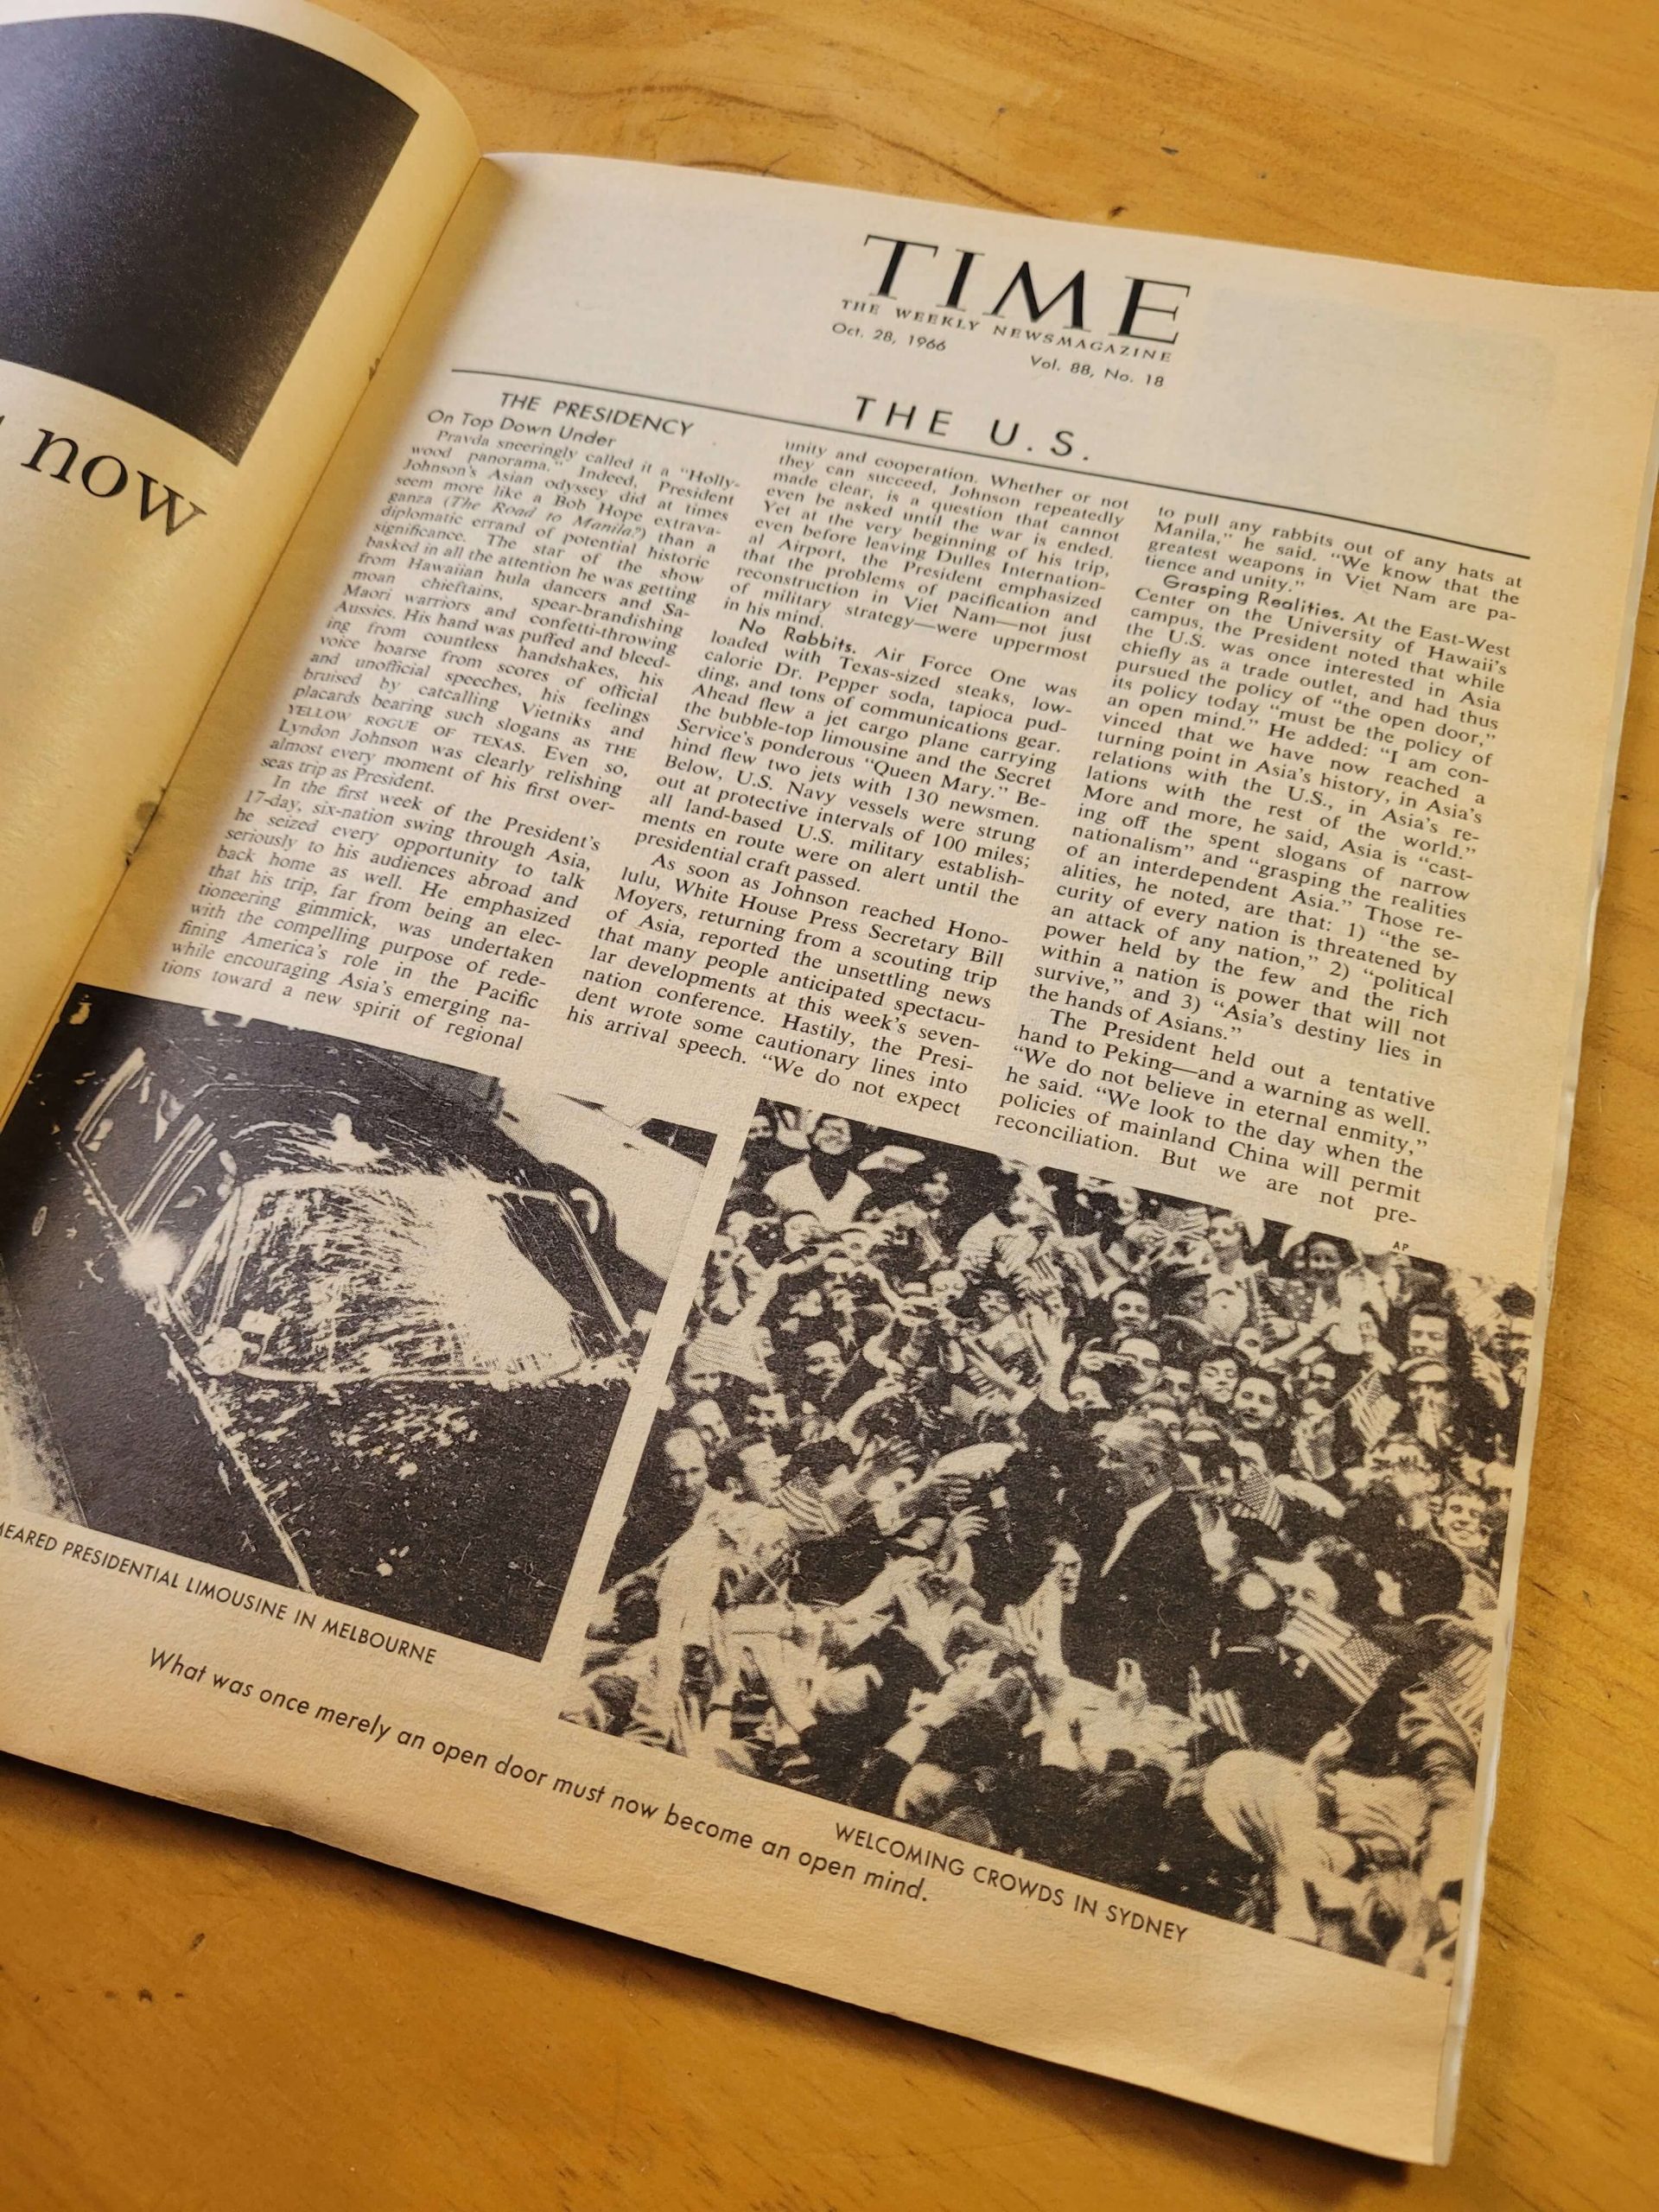 now
TIME
THE WEEKLY NEWSMAGAZINE
Oct. 28, 1966 Vol. 88, No. 18
THE U.S.
THE PRESIDENCY
On Top Down Under
Pravda sneeringly called it a “Holly-
wood panorama.” Indeed, President
Johnson's Asian odyssey did at times
seem more like a Bob Hope extrava-
ganza (The Road to Manila?) than a
diplomatic errand of potential historic
significance. The star of the show
basked in all the attention he was getting
from Hawaiian hula dancers and Sa-
moan chieftains, spear-brandishing
Maori warriors and confetti-throwing
Aussies. His hand was puffed and bleed-
ing from countless handshakes, his
voice hoarse from scores of official
and unofficial speeches, his feelings
bruised by catcalling Vietniks and
placards bearing such slogans as THE
YELLOW ROGUE OF TEXAS. Even so,
Lyndon Johnson was clearly relishing
almost every moment of his first over-
seas trip as President.
In the first week of the President's
17-day, six-nation swing through Asia,
he seized every opportunity to talk
seriously to his audiences abroad and
back home as well. He emphasized
that his trip, far from being an elec-
tioneering gimmick, was undertaken
with the compelling purpose of rede-
fining America's role in the Pacific
while encouraging Asia's emerging na-
tions toward a new spirit of regional
unity and cooperation. Whether or not
they can succeed, Johnson repeatedly
made clear, is a question that cannot
even be asked until the war is ended.
Yet at the very beginning of his trip,
even before leaving Dulles Internation-
al Airport, the President emphasized
that the problems of pacification and
reconstruction in Viet Nam—not just
of military strategy—were uppermost
in his mind.
No Rabbits. Air Force One was
loaded with Texas-sized steaks, low-
calorie Dr. Pepper soda, tapioca pud-
ding, and tons of communications gear.
Ahead flew a jet cargo plane carrying
the bubble-top limousine and the Secret
Service's ponderous “Queen Mary.” Be-
hind flew two jets with 130 newsmen.
Below, U.S. Navy vessels were strung
out at protective intervals of 100 miles;
all land-based U.S. military establish-
ments en route were on alert until the
presidential craft passed.
As soon as Johnson reached Hono-
lulu, White House Press Secretary Bill
Moyers, returning from a scouting trip
of Asia, reported the unsettling news
that many people anticipated spectacu-
lar developments at this week's seven-
nation conference. Hastily, the Presi-
dent wrote some cautionary lines into
his arrival speech. “We do not expect
to pull any rabbits out of any hats at
Manila,” he said. “We know that the
greatest weapons in Viet Nam are pa-
tience and unity.”
Grasping Realities. At the East-West
Center on the University of Hawaii's
campus, the President noted that while
the U.S. was once interested in Asia
chiefly as a trade outlet, and had thus
pursued the policy of “the open door,”
its policy today “must be the policy of
an open mind.” He added: “I am con-
vinced that we have now reached a
turning point in Asia's history, in Asia's
relations with the U.S., in Asia's re-
lations with the rest of the world.”
More and more, he said, Asia is “cast-
ing off the spent slogans of narrow
nationalism” and “grasping the realities
of an interdependent Asia.” Those re-
alities, he noted, are that: 1) “the se-
curity of every nation is threatened by
an attack of any nation,” 2) “political
power held by the few and the rich
within a nation is power that will not
survive,” and 3) “Asia's destiny lies in
the hands of Asians.”
The President held out a tentative
hand to Peking—and a warning as well.
“We do not believe in eternal enmity,”
he said. “We look to the day when the
policies of mainland China will permit
reconciliation. But we are not pre-
AP
MEARED PRESIDENTIAL LIMOUSINE IN MELBOURNE
WELCOMING CROWDS IN SYDNEY
What was once merely an open door must now become an open mind.